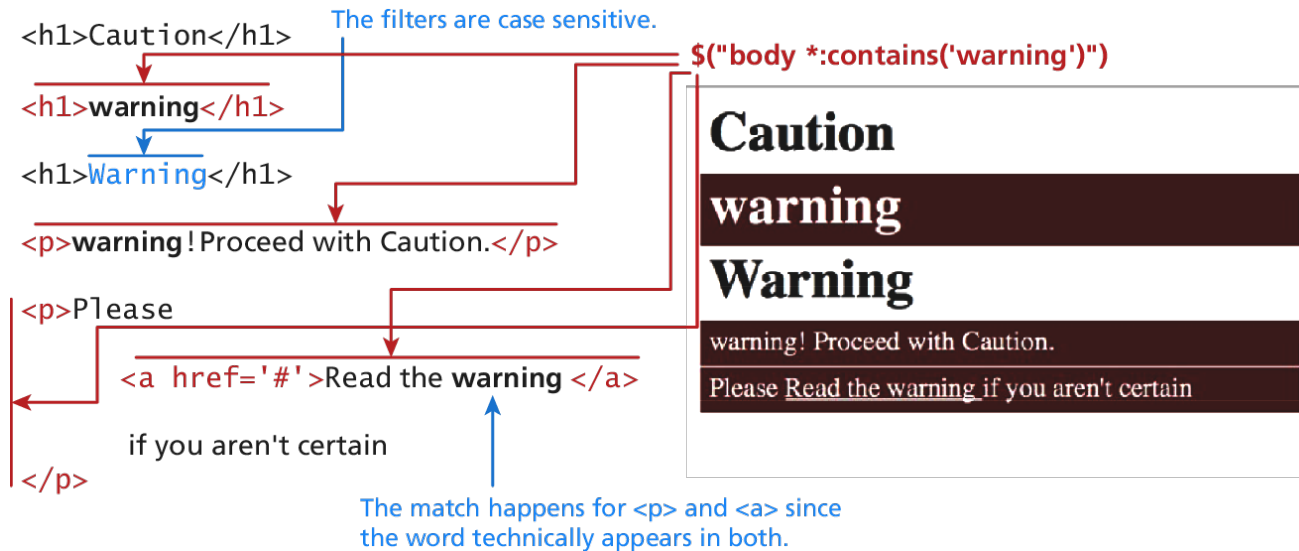 The filters are case sensitive.
<h1>Caution</h1>
<h1>warning</h1>
<h1>Warning</h1>
<p>warning!Proceed with Caution.</p>
<p>Please
<a href='#'>Read the warning </a>
if you aren't certain
</p>
The match happens for <p> and <a> since
the word technically appears in both.
$("body *:contains('warning')")
Caution
warning
Warning
warning! Proceed with Caution.
Please Read the warning if you aren't certain